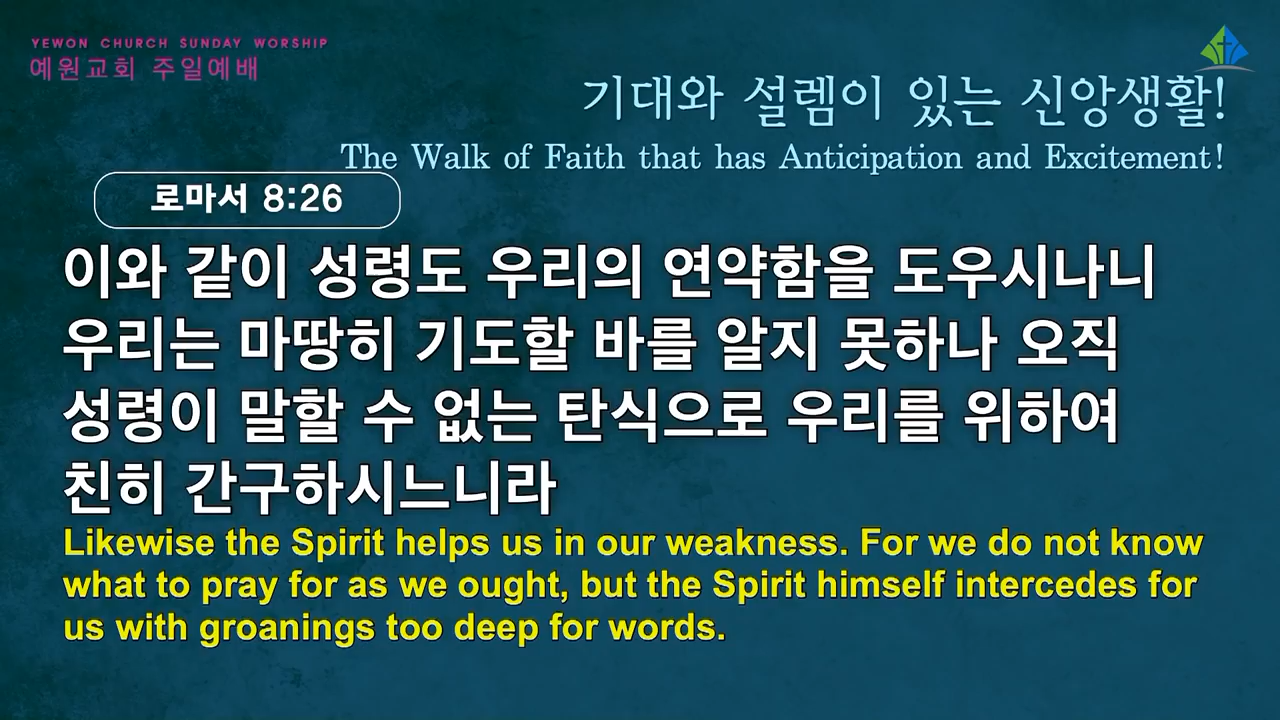 YEWON CHURCH SUNDAY WORSHIP
예원교회 주일예배
기대와 설렘이 있는 신앙생활!
The Walk of Faith that has Anticipation and Excitement!
로마서 8:26
이와 같이 성령도 우리의 연약함을 도우시나니
우리는 마땅히 기도할 바를 알지 못하나 오직
성령이 말할 수 없는 탄식으로 우리를 위하여
친히 간구하시느니라
Likewise the Spirit helps us in our weakness. For we do not know
what to pray for as we ought, but the Spirit himself intercedes for
us with groanings too deep for words.